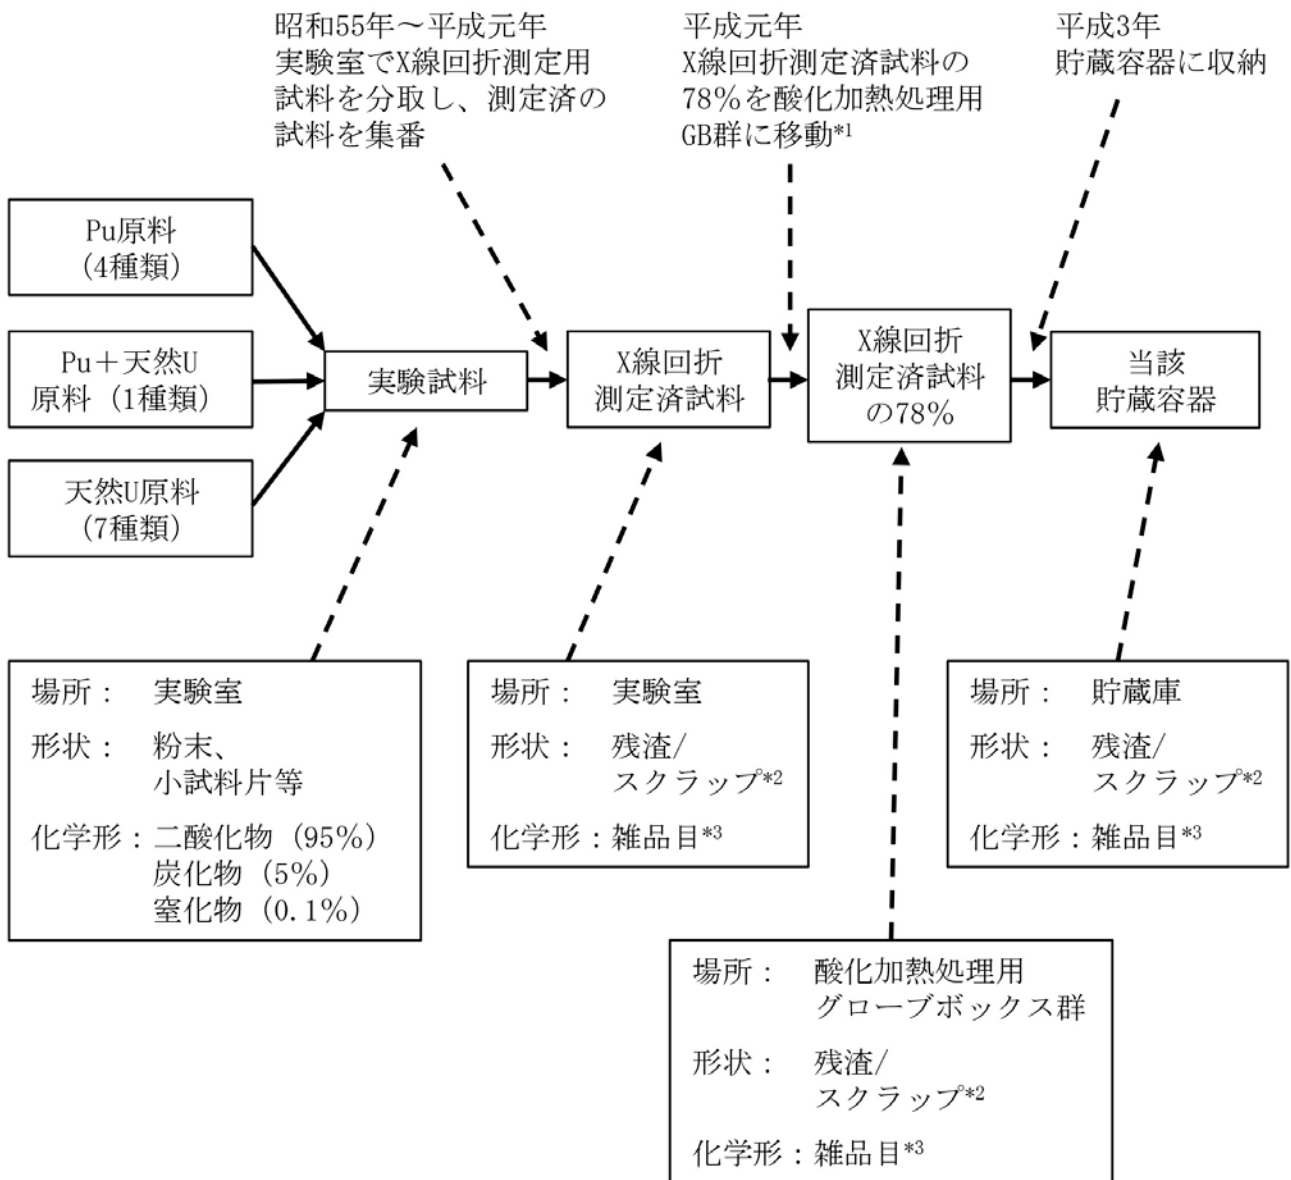 昭和55年～平成元年
実験室でX線回折測定用
試料を分取し、測定済の
試料を集番
平成元年
X線回折測定済試料の
78%を酸化加熱処理用
GB群に移動*1
平成3年
貯蔵容器に収納
Pu原料
(4種類)
Pu＋天然U
原料 (1種類)
天然U原料
(7種類)
実験試料
X線回折
測定済試料
X線回折
測定済試料
の78%
当該
貯蔵容器
場所： 実験室
形状： 粉末、
小試料片等
化学形：二酸化物 (95%)
炭化物 (5%)
窒化物 (0.1%)
場所： 実験室
形状： 残渣/
スクラップ*2
化学形：雑品目*3
場所： 酸化加熱処理用
グローブボックス群
形状： 残渣/
スクラップ*2
化学形：雑品目*3
場所： 貯蔵庫
形状： 残渣/
スクラップ*2
化学形：雑品目*3